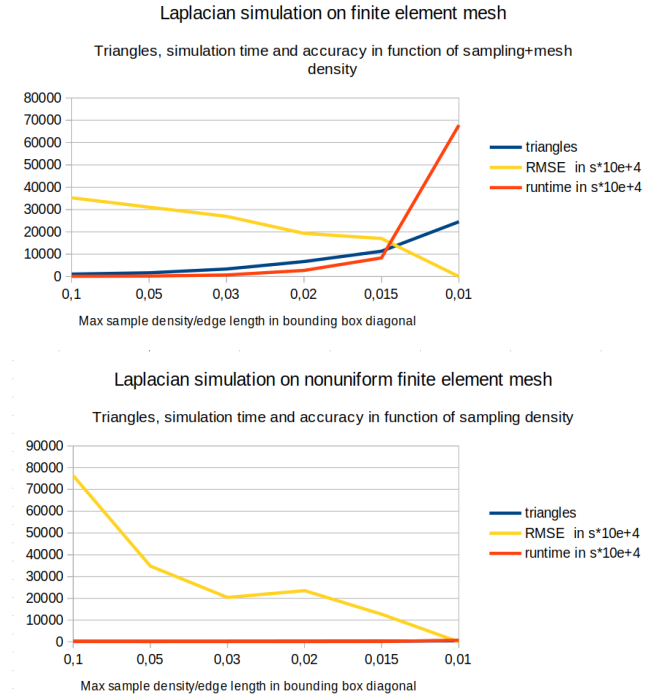 Laplacian simulation on finite element mesh
Triangles, simulation time and accuracy in function of sampling+mesh
density
80000
70000
60000
50000
40000
30000
20000
10000
0
0,1 0,05 0,03 0,02 0,015 0,01
Max sample density/edge length in bounding box diagonal
triangles
RMSE in s*10e+4
runtime in s*10e+4
Laplacian simulation on nonuniform finite element mesh
Triangles, simulation time and accuracy in function of sampling density
90000
80000
70000
60000
50000
40000
30000
20000
10000
0
0,1 0,05 0,03 0,02 0,015 0,01
Max sample density/edge length in bounding box diagonal
triangles
RMSE in s*10e+4
runtime in s*10e+4